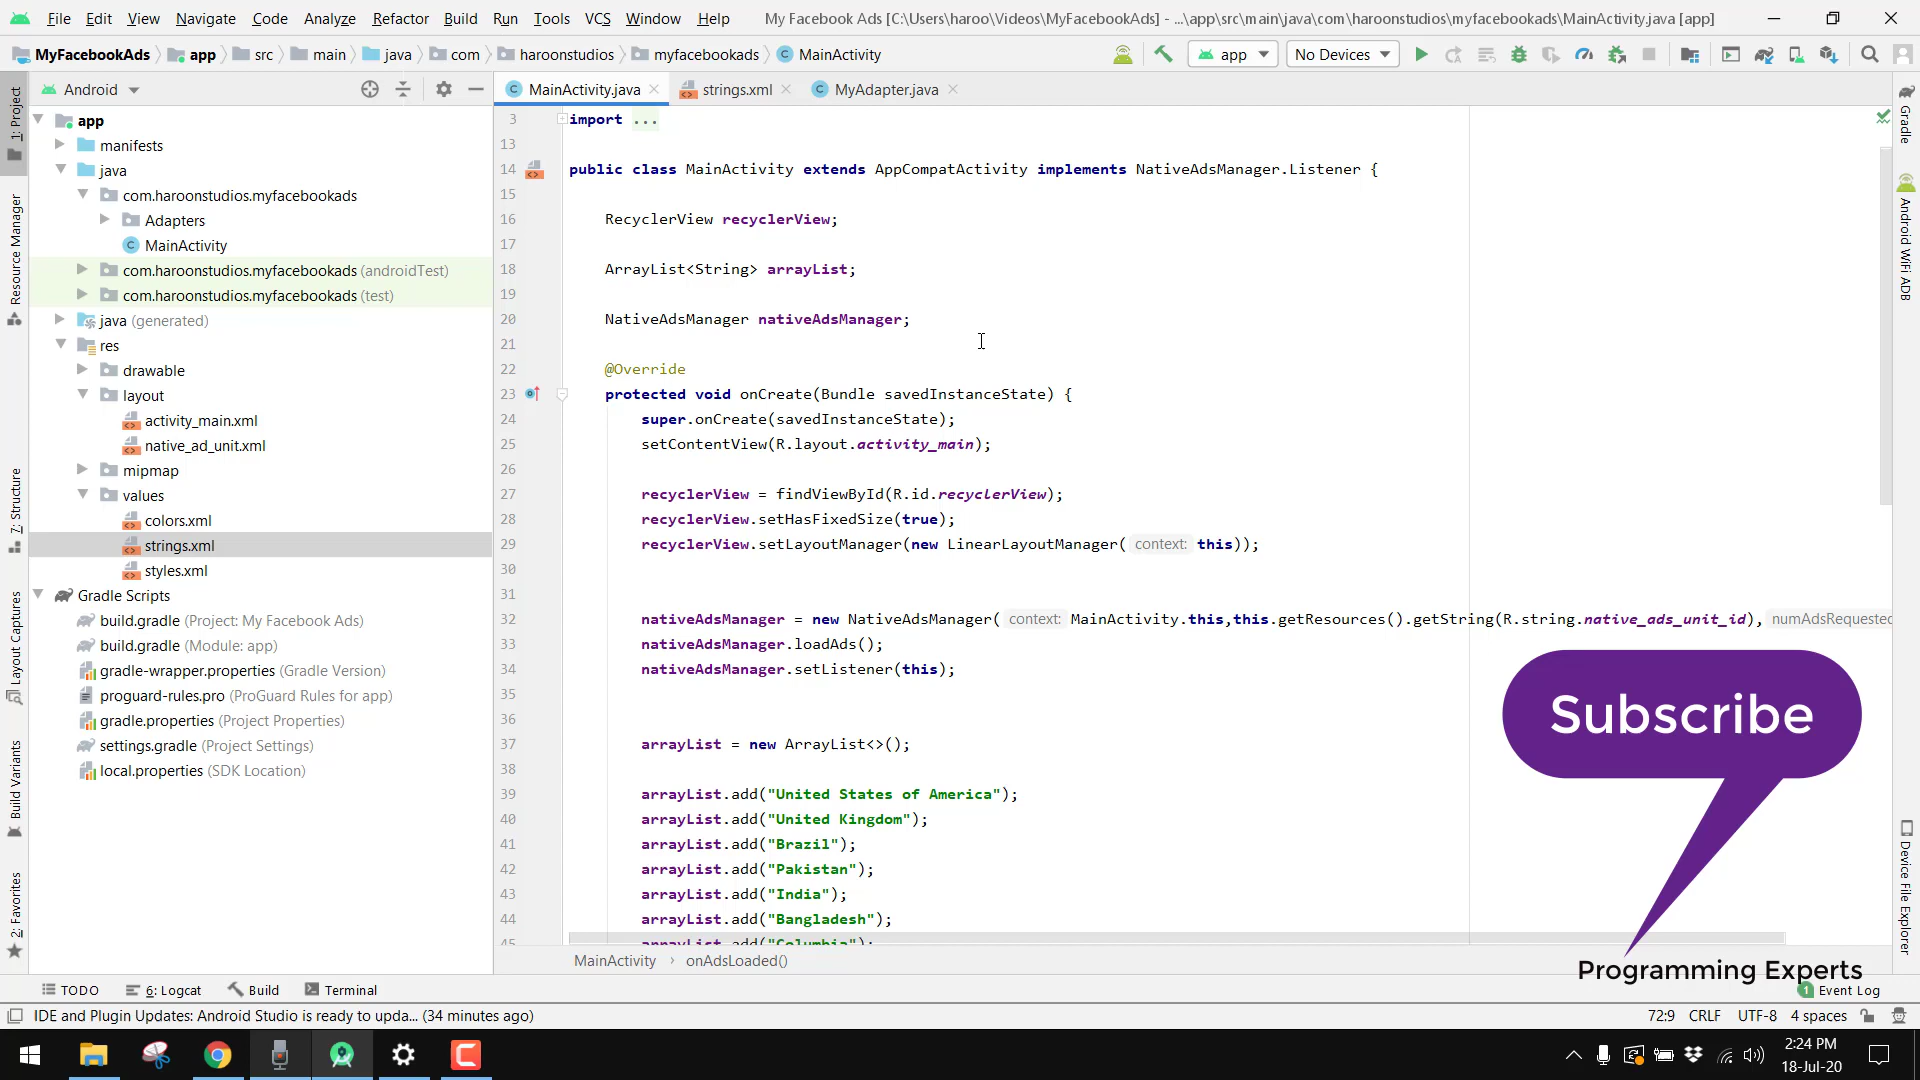 File Edit View Navigate Code Analyze Refactor Build Run Tools VCS Window Help My Facebook Ads [C:\Users\haroo\Videos\MyFacebookAds] - ...\app\src\main\java\com\haroonstudios\myfacebookads\MainActivity.java [app]
MyFacebookAds app src main java com haroonstudios myfacebookads MainActivity app No Devices
Android MainActivity.java strings.xml MyAdapter.java
app
manifests
java
com.haroonstudios.myfacebookads
Adapters
MainActivity
com.haroonstudios.myfacebookads (androidTest)
com.haroonstudios.myfacebookads (test)
java (generated)
res
drawable
layout
activity_main.xml
native_ad_unit.xml
mipmap
values
colors.xml
strings.xml
styles.xml
Gradle Scripts
build.gradle (Project: My Facebook Ads)
build.gradle (Module: app)
gradle-wrapper.properties (Gradle Version)
proguard-rules.pro (ProGuard Rules for app)
gradle.properties (Project Properties)
settings.gradle (Project Settings)
local.properties (SDK Location)
1: Project
Resource Manager
7: Structure
Layout Captures
Build Variants
2: Favorites
3 import ...
13
14 public class MainActivity extends AppCompatActivity implements NativeAdsManager.Listener {
15
16 RecyclerView recyclerView;
17
18 ArrayList<String> arrayList;
19
20 NativeAdsManager nativeAdsManager;
21
22 @Override
23 protected void onCreate(Bundle savedInstanceState) {
24 super.onCreate(savedInstanceState);
25 setContentView(R.layout.activity_main);
26
27 recyclerView = findViewById(R.id.recyclerView);
28 recyclerView.setHasFixedSize(true);
29 recyclerView.setLayoutManager(new LinearLayoutManager( context: this));
30
31
32 nativeAdsManager = new NativeAdsManager( context: MainActivity.this,this.getResources().getString(R.string.native_ads_unit_id), numAdsRequested
33 nativeAdsManager.loadAds();
34 nativeAdsManager.setListener(this);
35
36
37 arrayList = new ArrayList<>();
38
39 arrayList.add("United States of America");
40 arrayList.add("United Kingdom");
41 arrayList.add("Brazil");
42 arrayList.add("Pakistan");
43 arrayList.add("India");
44 arrayList.add("Bangladesh");
45 arrayList.add("Columbia");
MainActivity › onAdsLoaded()
Gradle
Android WiFi ADB
Device File Explorer
Subscribe
Programming Experts
TODO 6: Logcat Build Terminal 1 Event Log
IDE and Plugin Updates: Android Studio is ready to upda... (34 minutes ago) 72:9 CRLF UTF-8 4 spaces
2:24 PM
18-Jul-20